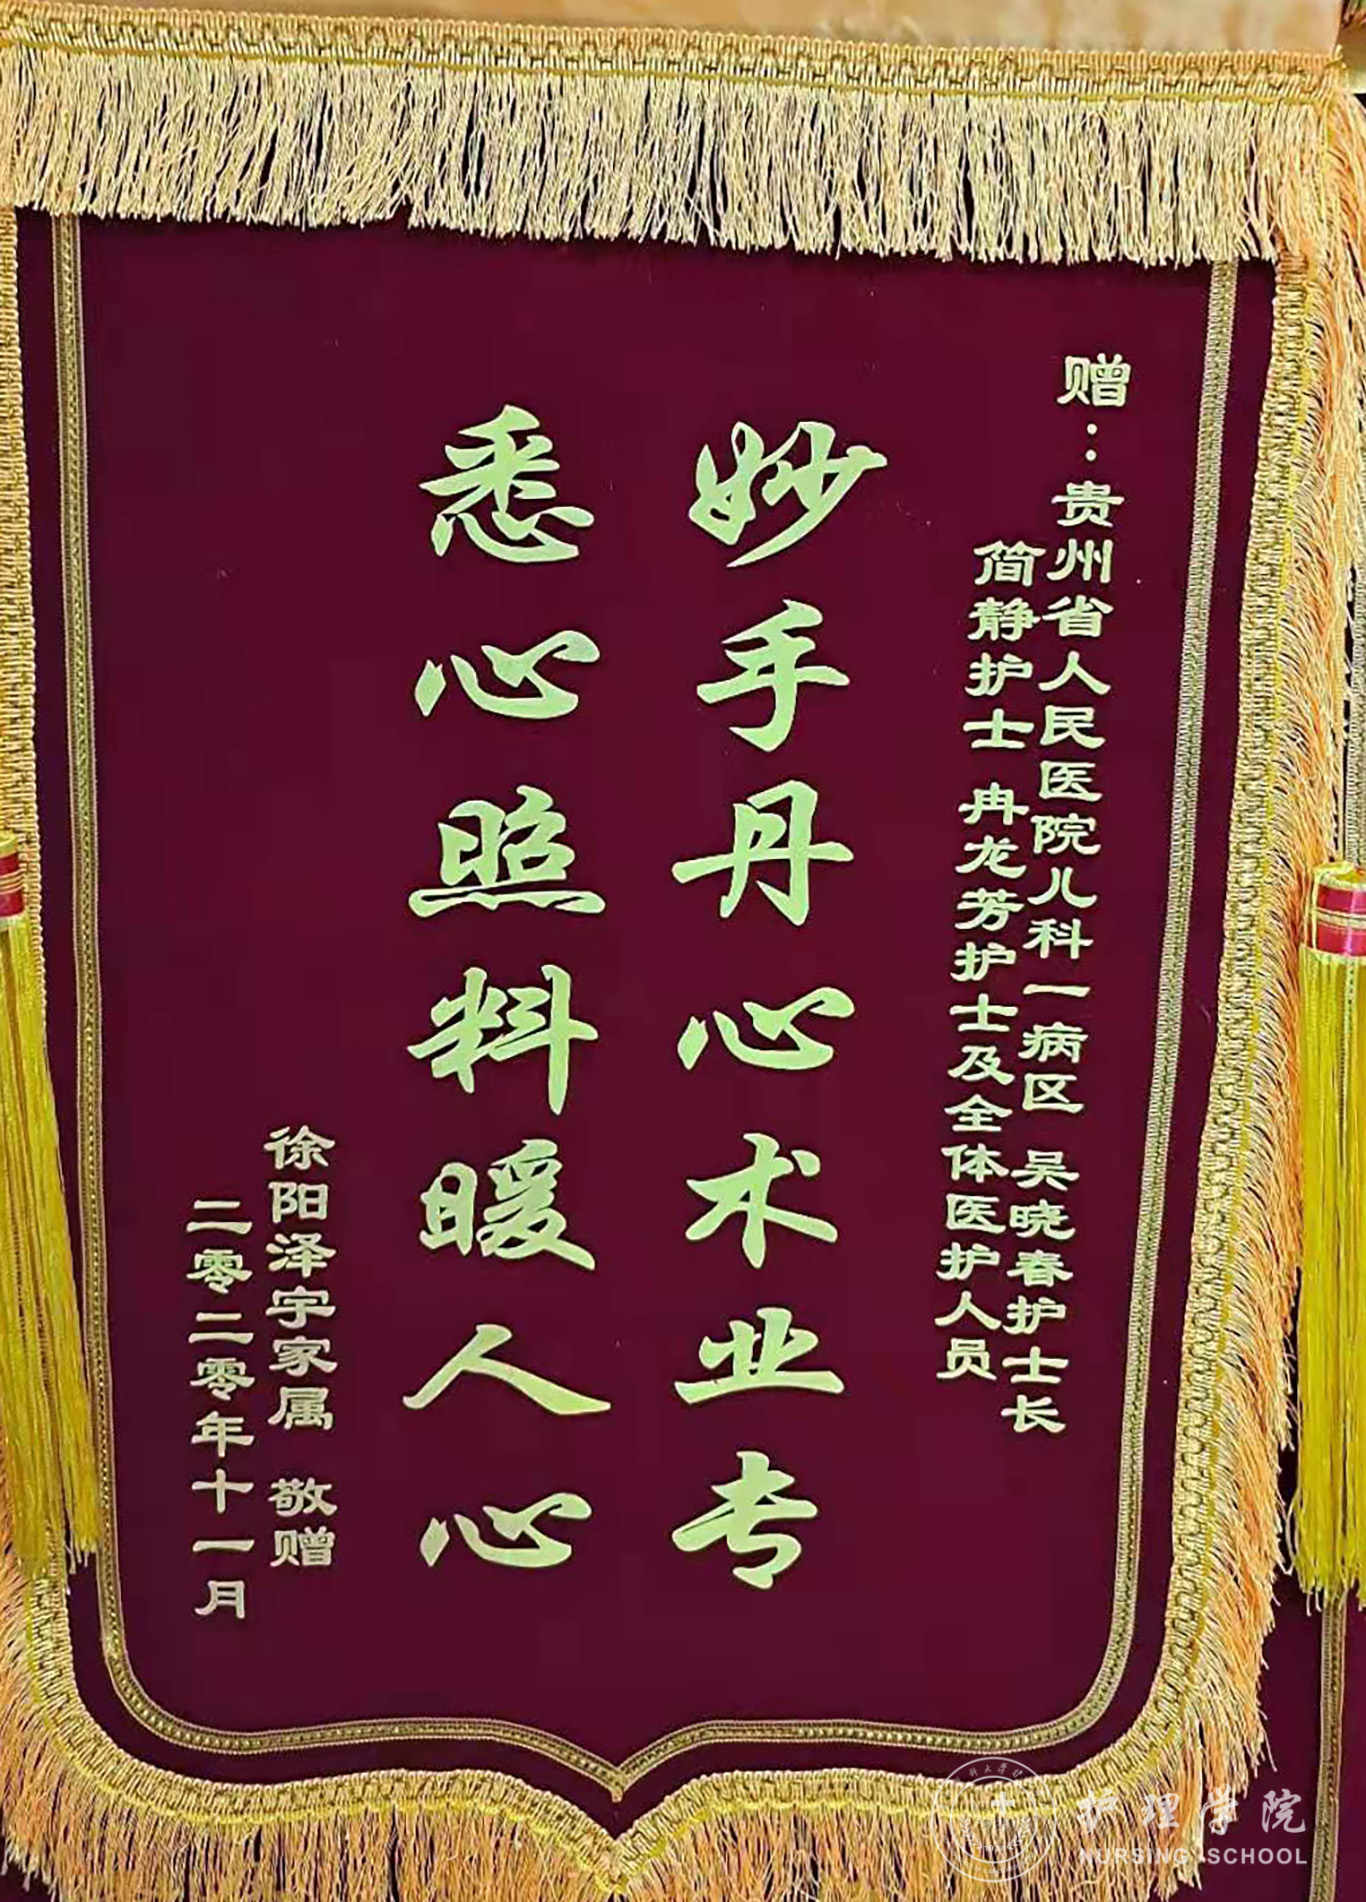 赠：贵州省人民医院儿科一病区 吴晓春护士长
简静护士 冉龙芳护士及全体医护人员
妙手丹心术业专
悉心照料暖人心
徐阳泽宇家属 敬赠
二零二零年十一月
护理学院
NURSING SCHOOL